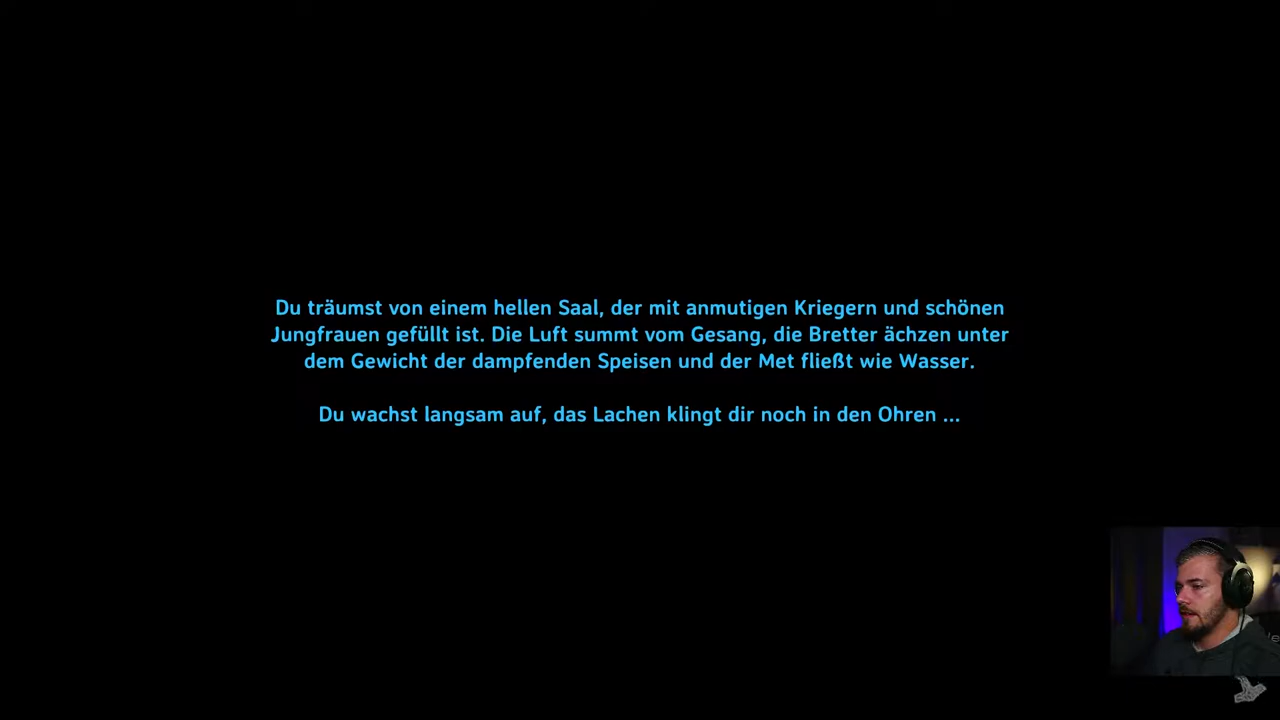 Du träumst von einem hellen Saal, der mit anmutigen Kriegern und schönen
Jungfrauen gefüllt ist. Die Luft summt vom Gesang, die Bretter ächzen unter
dem Gewicht der dampfenden Speisen und der Met fließt wie Wasser.
Du wachst langsam auf, das Lachen klingt dir noch in den Ohren ...